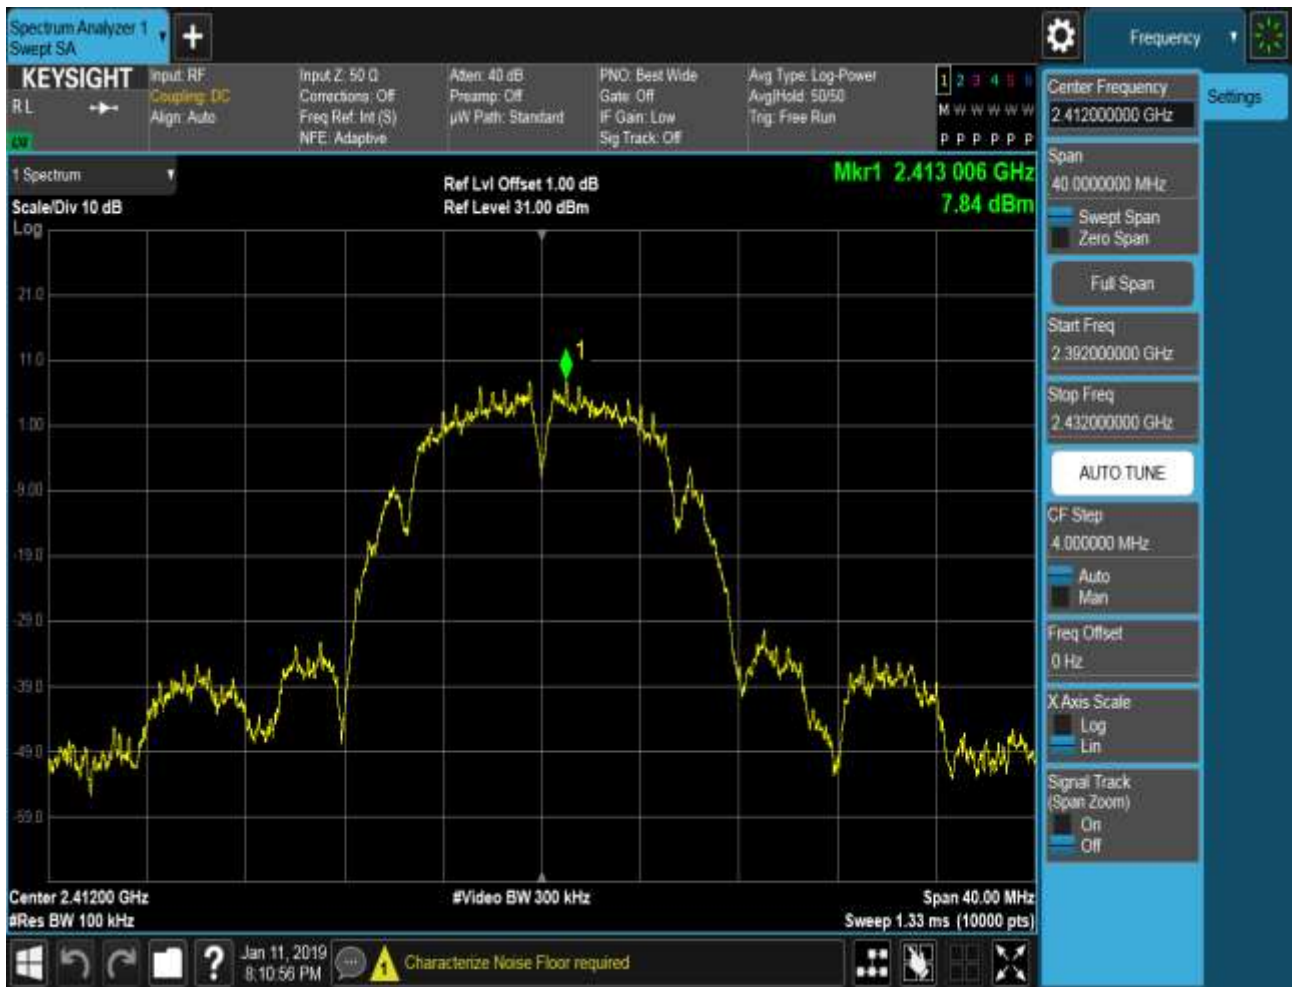 Spectrum Analyzer 1
Swept SA
Frequency
KEYSIGHT
R L
Input: RF
Coupling: DC
Align: Auto
Input Z: 50 Ω
Corrections: Off
Freq Ref: Int (S)
NFE: Adaptive
Atten: 40 dB
Preamp: Off
µW Path: Standard
PNO: Best Wide
Gate: Off
IF Gain: Low
Sig Track: Off
Avg Type: Log-Power
Avg|Hold: 50/50
Trig: Free Run
1 2 3 4 5 6
M W W W W W
P P P P P P
Settings
1 Spectrum
Scale/Div 10 dB
Log
Ref Lvl Offset 1.00 dB
Ref Level 31.00 dBm
Mkr1 2.413 006 GHz
7.84 dBm
21.0
11.0
1.00
-9.00
-19.0
-29.0
-39.0
-49.0
-59.0
1
Center 2.41200 GHz
#Res BW 100 kHz
#Video BW 300 kHz
Span 40.00 MHz
Sweep 1.33 ms (10000 pts)
Center Frequency
2.412000000 GHz
Span
40.0000000 MHz
Swept Span
Zero Span
Full Span
Start Freq
2.392000000 GHz
Stop Freq
2.432000000 GHz
AUTO TUNE
CF Step
4.000000 MHz
Auto
Man
Freq Offset
0 Hz
X Axis Scale
Log
Lin
Signal Track
(Span Zoom)
On
Off
Jan 11, 2019
8:10:56 PM
Characterize Noise Floor required